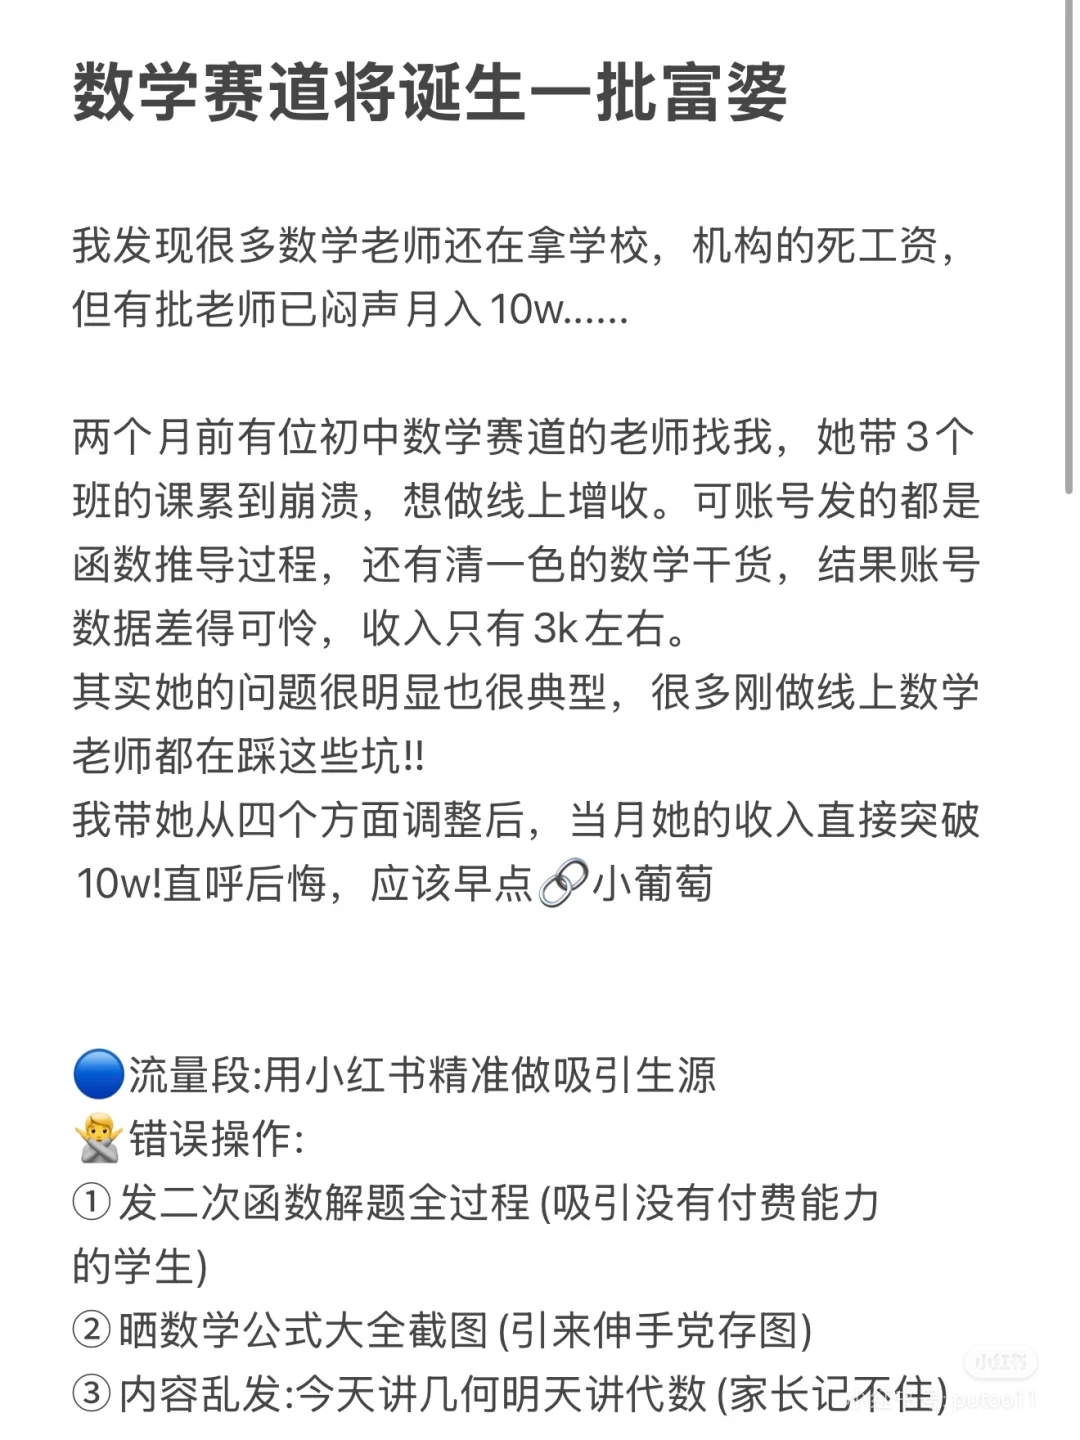 数学赛道将诞生一批富婆
我发现很多数学老师还在拿学校，机构的死工资，
但有批老师已闷声月入10w......
两个月前有位初中数学赛道的老师找我，她带3个
班的课累到崩溃，想做线上增收。可账号发的都是
函数推导过程，还有清一色的数学干货，结果账号
数据差得可怜，收入只有3k左右。
其实她的问题很明显也很典型，很多刚做线上数学
老师都在踩这些坑!!
我带她从四个方面调整后，当月她的收入直接突破
10w!直呼后悔，应该早点🔗小葡萄
🔵流量段:用小红书精准做吸引生源
🙅错误操作:
①发二次函数解题全过程(吸引没有付费能力
的学生)
②晒数学公式大全截图(引来伸手党存图)
③内容乱发:今天讲几何明天讲代数(家长记不住)
小红书